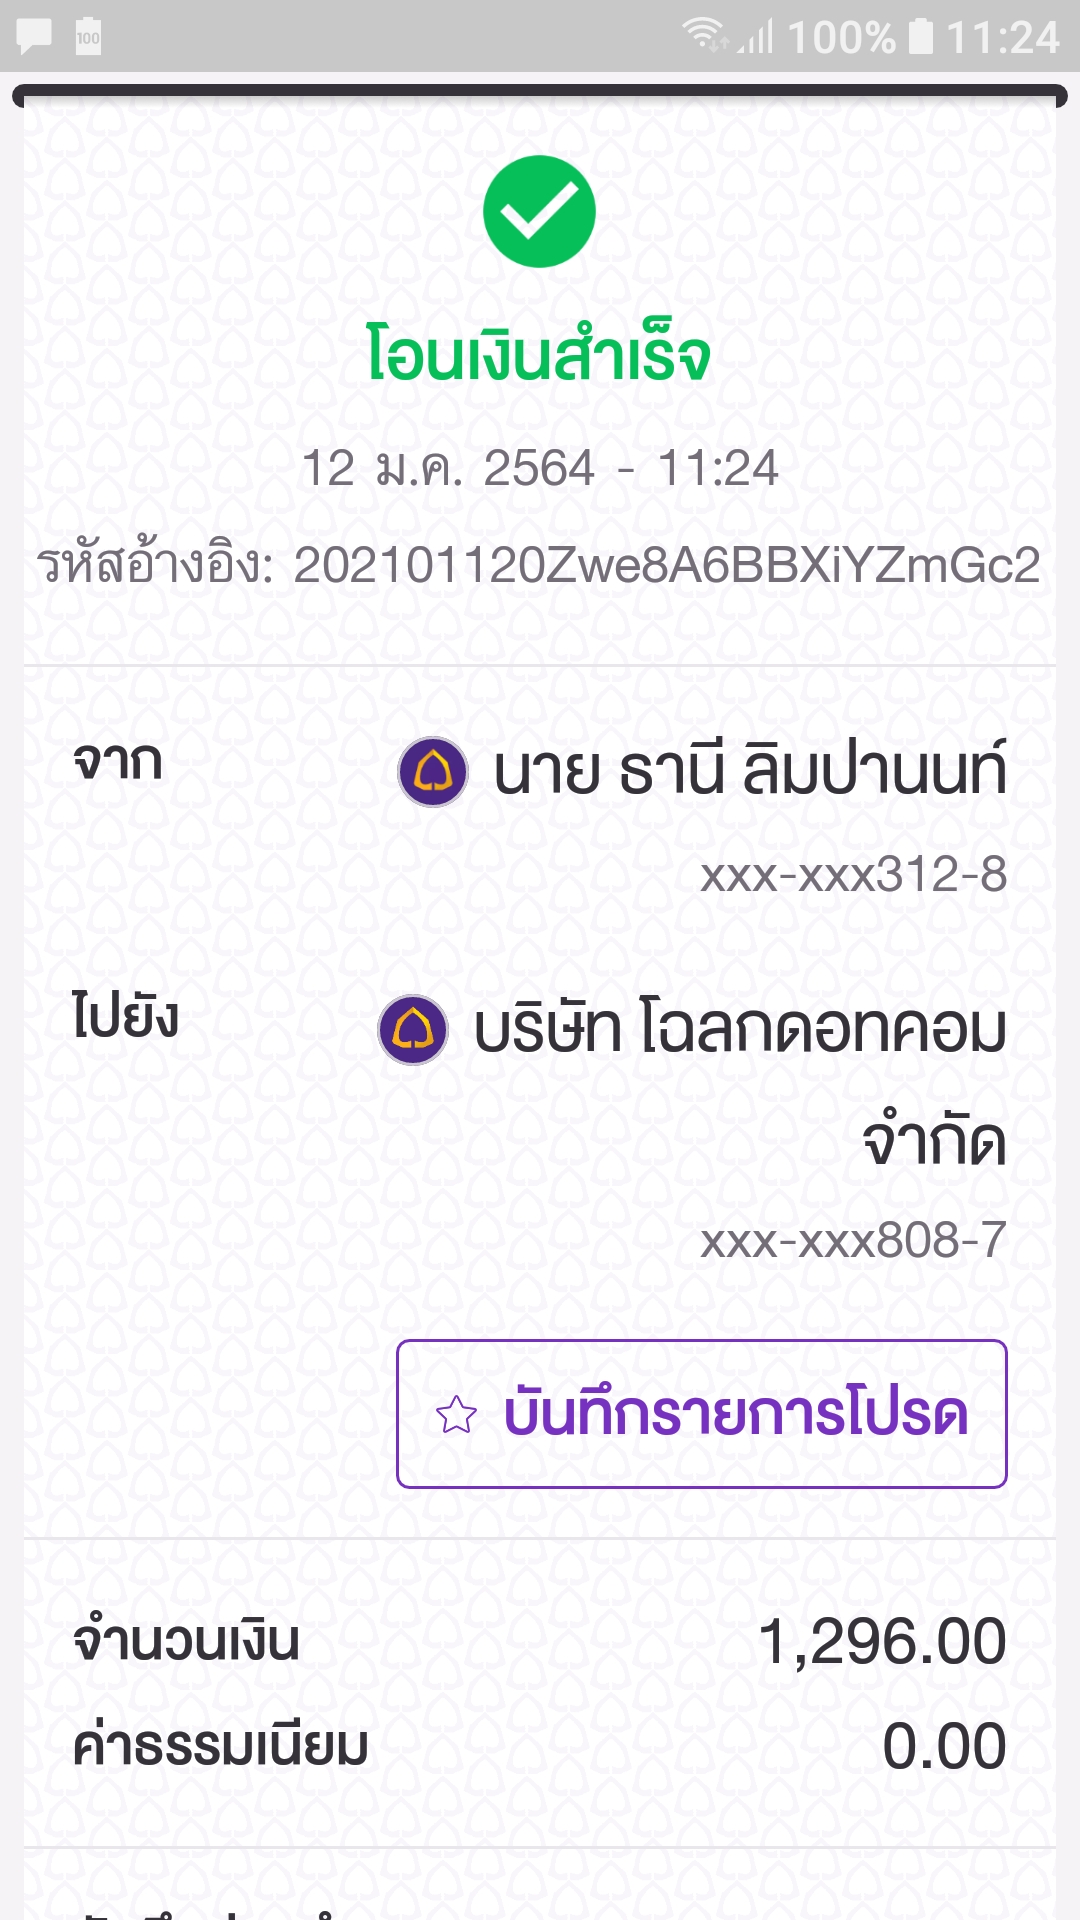 100 100% 11:24
โอนเงินสำเร็จ
12 ม.ค. 2564 - 11:24
รหัสอ้างอิง: 202101120Zwe8A6BBXiYZmGc2
จาก นาย ธานี ลิมปานนท์
xxx-xxx312-8
ไปยัง บริษัท โฉลกดอทคอม
จำกัด
xxx-xxx808-7
บันทึกรายการโปรด
จำนวนเงิน 1,296.00
ค่าธรรมเนียม 0.00